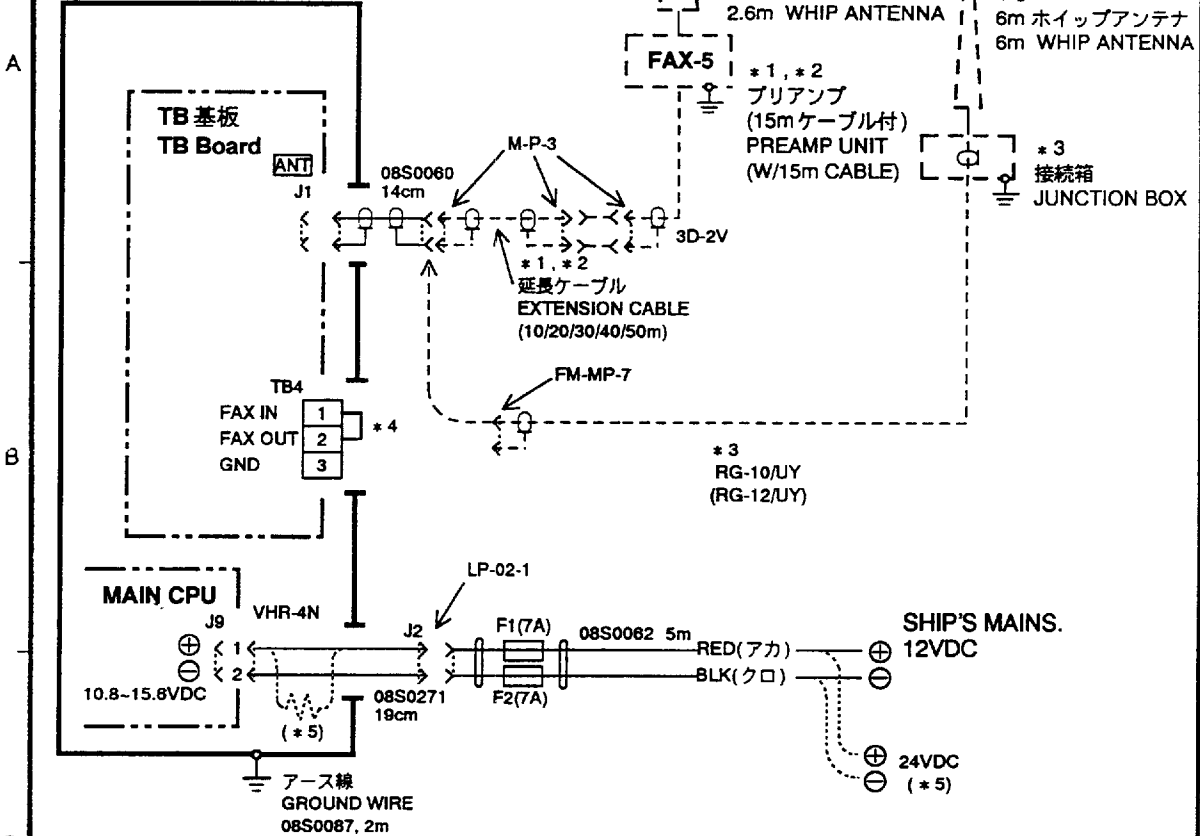 2.6m WHIP ANTENNA
6m ホイップアンテナ
6m WHIP ANTENNA
A
FAX-5
*1 , *2
プリアンプ
(15mケーブル付)
PREAMP UNIT
(W/15m CABLE)
*3
接続箱
JUNCTION BOX
TB 基板
TB Board
ANT
J1
08S0060
14cm
M-P-3
3D-2V
*1 , *2
延長ケーブル
EXTENSION CABLE
(10/20/30/40/50m)
FM-MP-7
TB4
FAX IN
1
FAX OUT
2
GND
3
*4
B
*3
RG-10/UY
(RG-12/UY)
MAIN CPU
VHR-4N
LP-02-1
J9
⊕
1
⊖
2
10.8~15.6VDC
J2
F1(7A)
F2(7A)
08S0062 5m
RED(アカ)
BLK(クロ)
SHIP'S MAINS.
12VDC
⊕
⊖
08S0271
19cm
(*5)
⊕
⊖
24VDC
(*5)
アース線
GROUND WIRE
08S0087, 2m